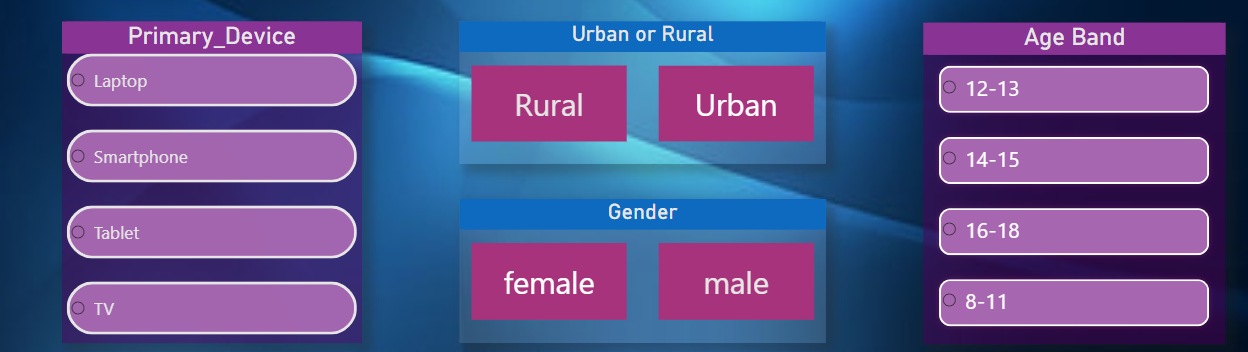 Primary_Device
Laptop
Smartphone
Tablet
TV
Urban or Rural
Rural
Urban
Gender
female
male
Age Band
12-13
14-15
16-18
8-11